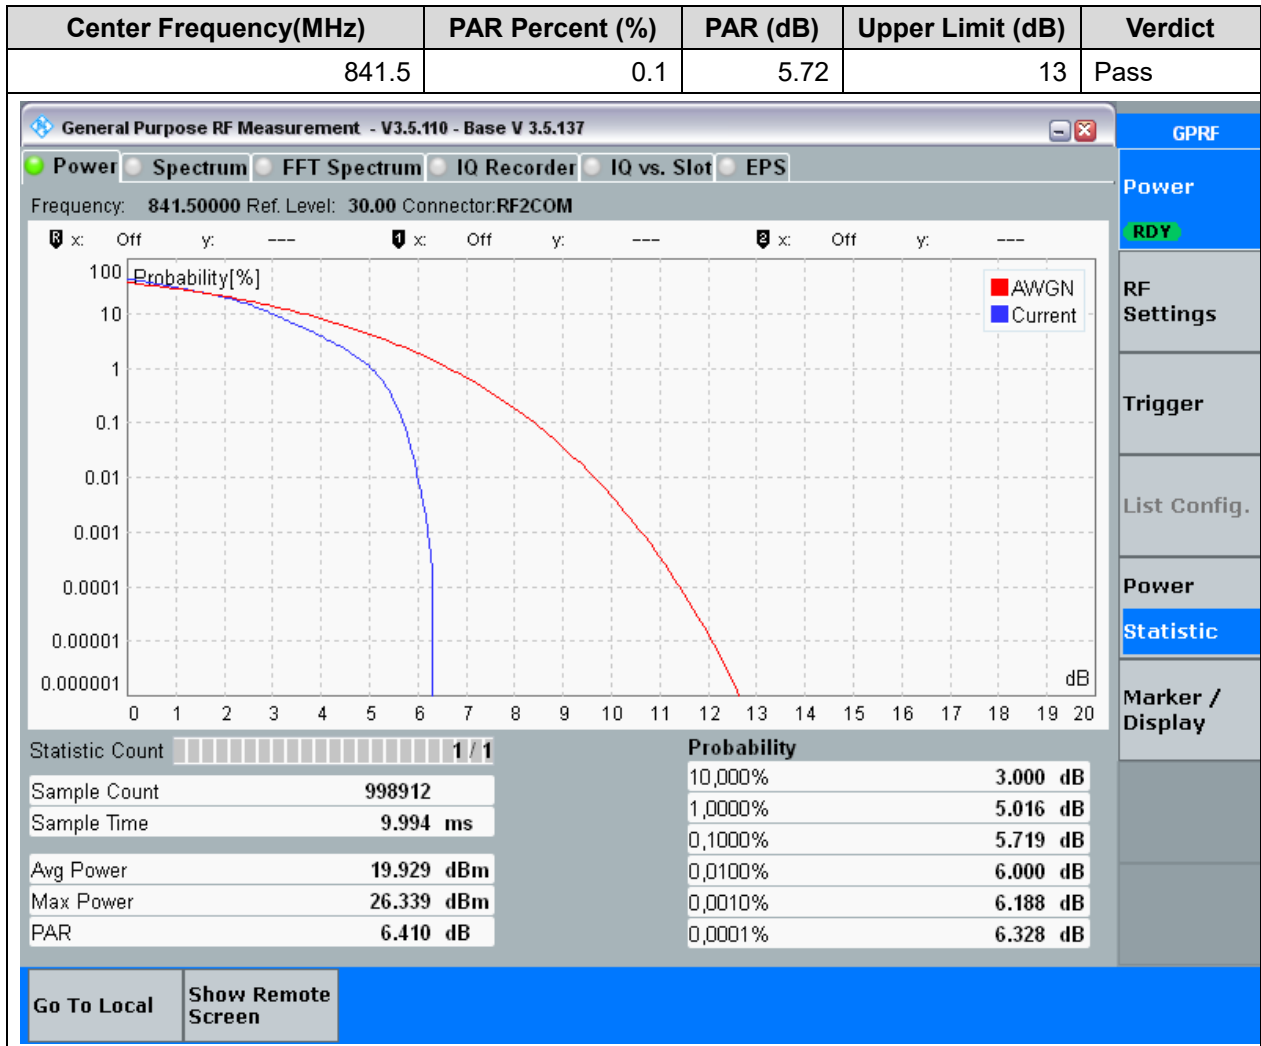 Center Frequency(MHz) PAR Percent (%) PAR (dB) Upper Limit (dB) Verdict
841.5 0.1 5.72 13 Pass
General Purpose RF Measurement - V3.5.110 - Base V 3.5.137
GPRF
Power Spectrum FFT Spectrum IQ Recorder IQ vs. Slot EPS
Power
RDY
Frequency: 841.50000 Ref. Level: 30.00 Connector:RF2COM
R x: Off y: --- 1 x: Off y: --- 2 x: Off y: ---
Probability[%]
AWGN
Current
100
10
1
0.1
0.01
0.001
0.0001
0.00001
0.000001
dB
0 1 2 3 4 5 6 7 8 9 10 11 12 13 14 15 16 17 18 19 20
RF
Settings
Trigger
List Config.
Power
Statistic
Marker /
Display
Statistic Count 1 / 1
Sample Count 998912
Sample Time 9.994 ms
Avg Power 19.929 dBm
Max Power 26.339 dBm
PAR 6.410 dB
Probability
10,000% 3.000 dB
1,0000% 5.016 dB
0,1000% 5.719 dB
0,0100% 6.000 dB
0,0010% 6.188 dB
0,0001% 6.328 dB
Go To Local
Show Remote
Screen